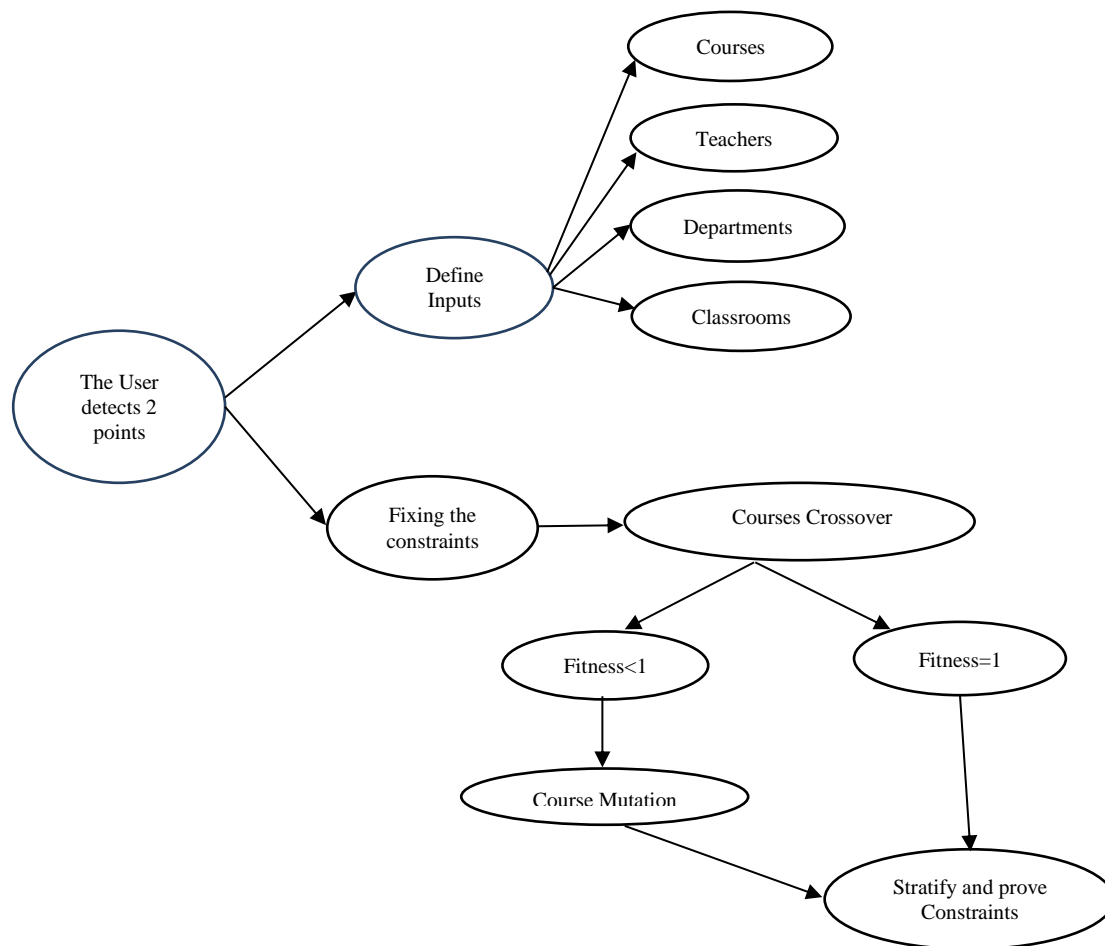 Courses
Teachers
Departments
Define
Inputs
Classrooms
The User
detects 2
points
Fixing the
constraints
Courses Crossover
Fitness<1
Fitness=1
Course Mutation
Stratify and prove
Constraints